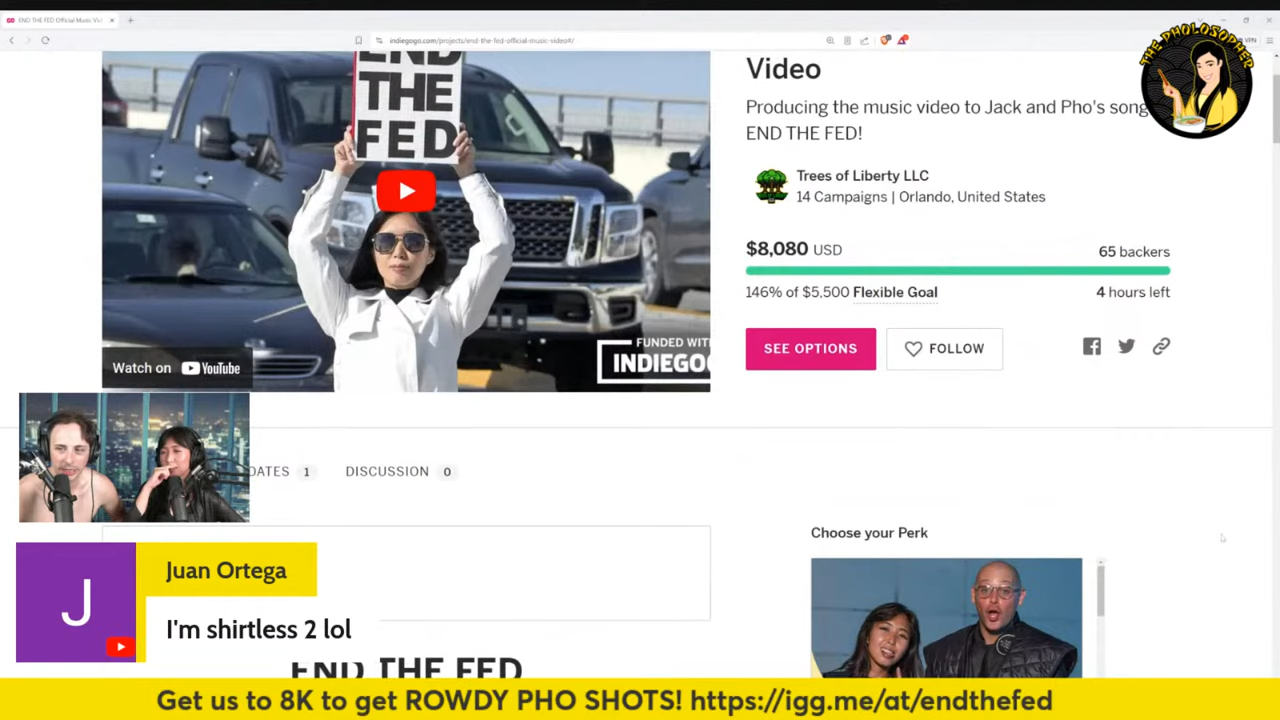 END THE FED Official Music Vi
indiegogo.com/projects/end-the-fed-official-music-video#/
VPN
THE PHOLOSOPHER
END
THE
FED
Video
Producing the music video to Jack and Pho's song
END THE FED!
Trees of Liberty LLC
14 Campaigns | Orlando, United States
$8,080 USD
65 backers
146% of $5,500 Flexible Goal
4 hours left
SEE OPTIONS
FOLLOW
FUNDED WITH
INDIEGO
Watch on YouTube
DATES 1
DISCUSSION 0
Choose your Perk
J
Juan Ortega
I'm shirtless 2 lol
END THE FED
Get us to 8K to get ROWDY PHO SHOTS! https://igg.me/at/endthefed